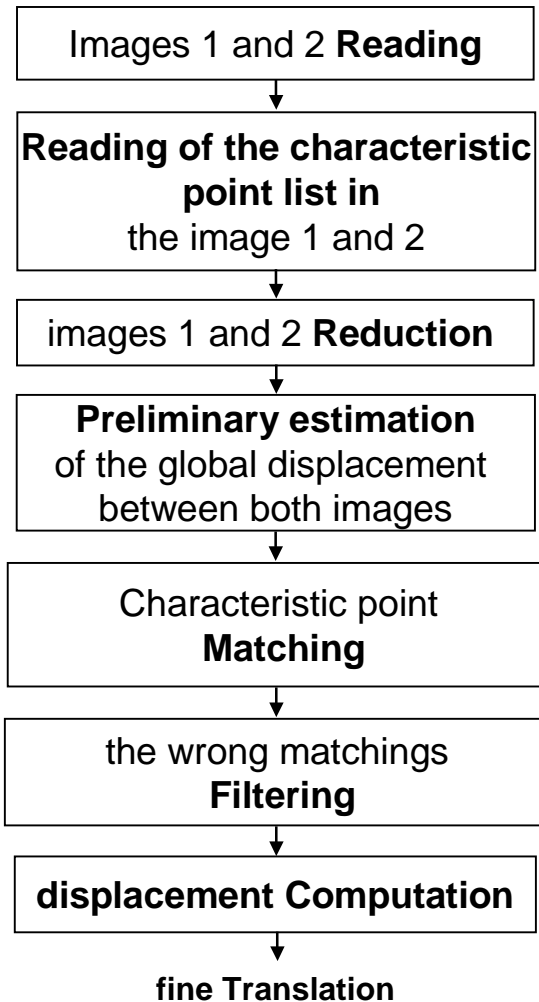 Images 1 and 2 Reading
Reading of the characteristic
point list in
the image 1 and 2
images 1 and 2 Reduction
Preliminary estimation
of the global displacement
between both images
Characteristic point
Matching
the wrong matchings
Filtering
displacement Computation
fine Translation